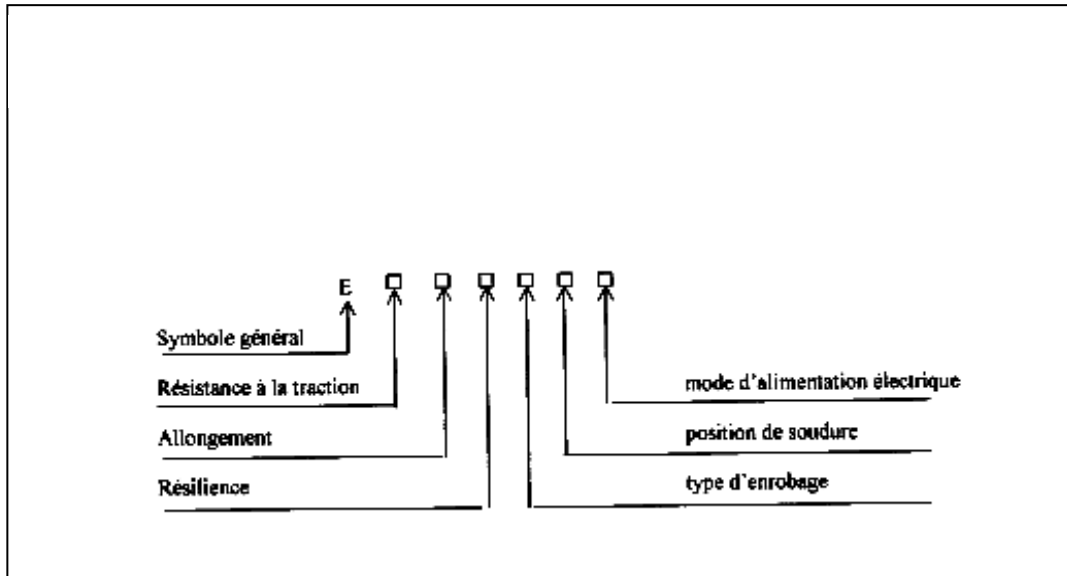 E □ □ □ □ □ □
Symbole général
Résistance à la traction
Allongement
Résilience
mode d'alimentation électrique
position de soudure
type d'enrobage